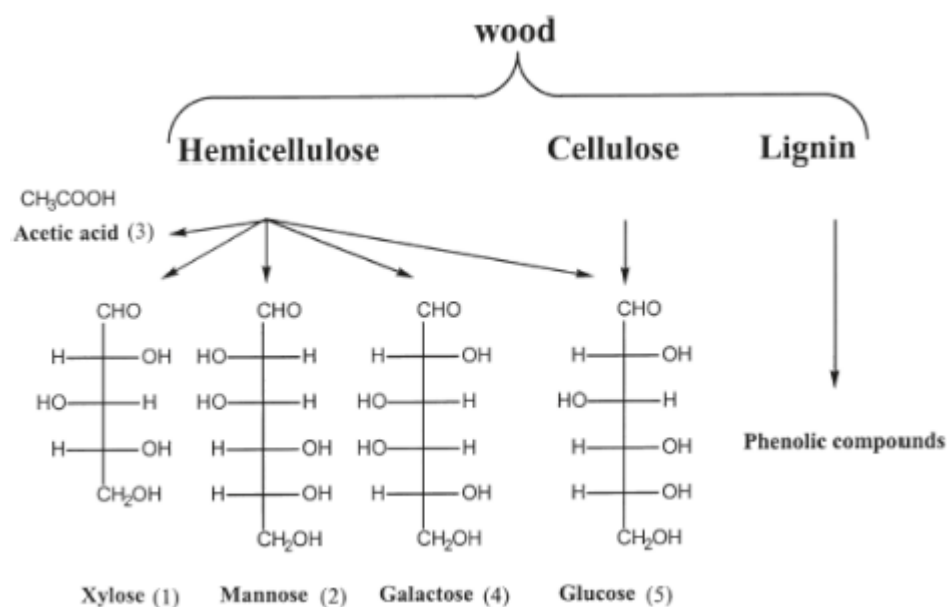 wood
Hemicellulose Cellulose Lignin
CH3COOH
Acetic acid (3)
CHO CHO CHO CHO
H OH HO H H OH H OH
HO H HO H HO H HO H
H OH H OH HO H H OH
CH2OH H OH H OH H OH
CH2OH CH2OH CH2OH
Phenolic compounds
Xylose (1) Mannose (2) Galactose (4) Glucose (5)